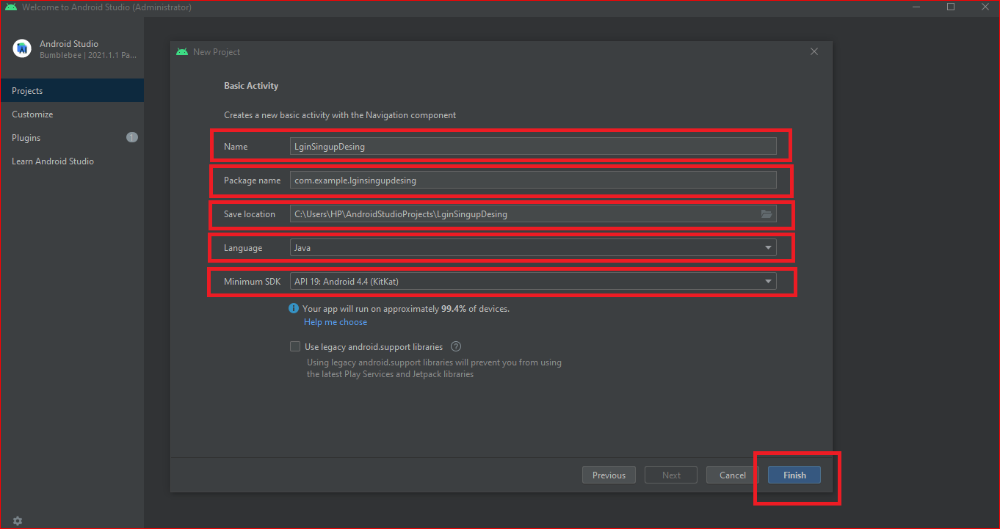 Welcome to Android Studio (Administrator)
Android Studio
Bumblebee | 2021.1.1 Pa...
Projects
Customize
Plugins
1
Learn Android Studio
New Project
Basic Activity
Creates a new basic activity with the Navigation component
Name LginSingupDesing
Package name com.example.lginsingupdesing
Save location C:\Users\HP\AndroidStudioProjects\LginSingupDesing
Language Java
Minimum SDK API 19: Android 4.4 (KitKat)
Your app will run on approximately 99.4% of devices.
Help me choose
Use legacy android.support libraries ?
Using legacy android.support libraries will prevent you from using
the latest Play Services and Jetpack libraries
Previous Next Cancel Finish